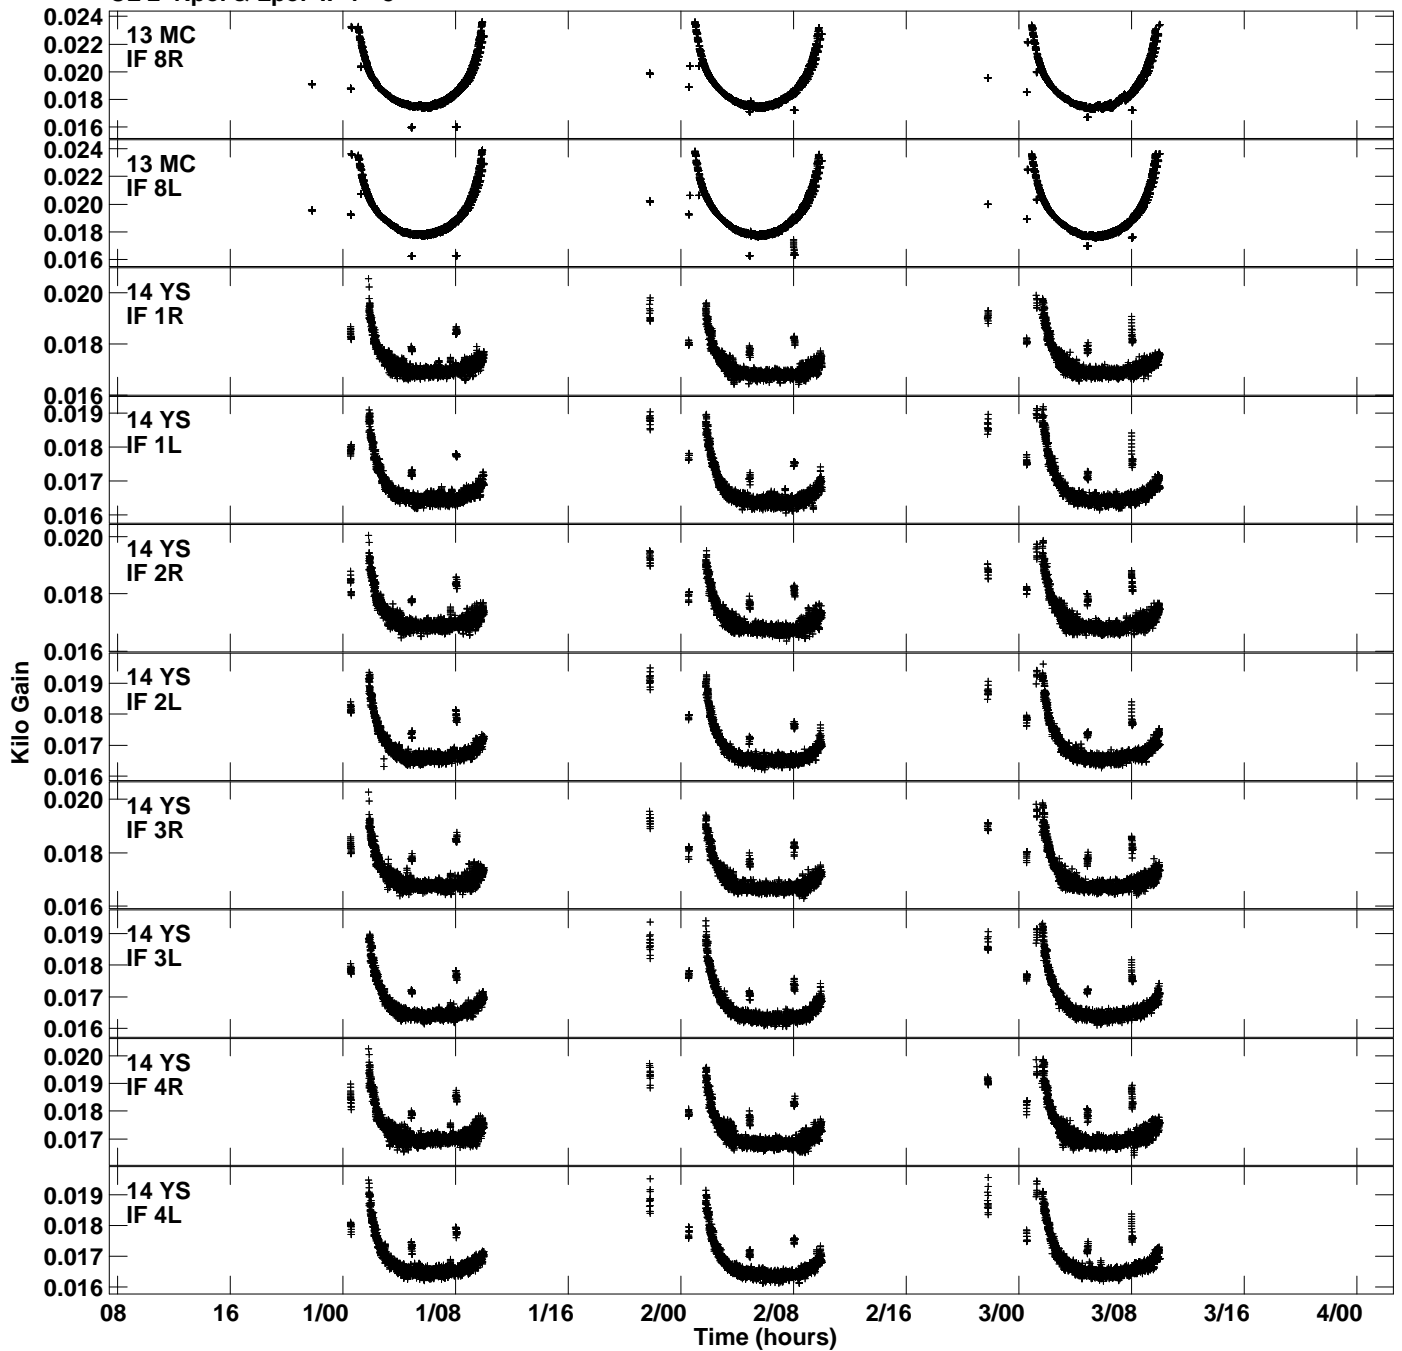 0.024
0.022
0.020
0.018
0.016
13 MC
IF 8R
0.024
0.022
0.020
0.018
0.016
13 MC
IF 8L
0.020
0.018
0.016
14 YS
IF 1R
0.019
0.018
0.017
0.016
14 YS
IF 1L
0.020
0.018
0.016
14 YS
IF 2R
0.019
0.018
0.017
0.016
14 YS
IF 2L
Kilo Gain
0.020
0.018
0.016
14 YS
IF 3R
0.019
0.018
0.017
0.016
14 YS
IF 3L
0.020
0.019
0.018
0.017
14 YS
IF 4R
0.019
0.018
0.017
0.016
14 YS
IF 4L
08 16 1/00 1/08 1/16 2/00 2/08 2/16 3/00 3/08 3/16 4/00
Time (hours)